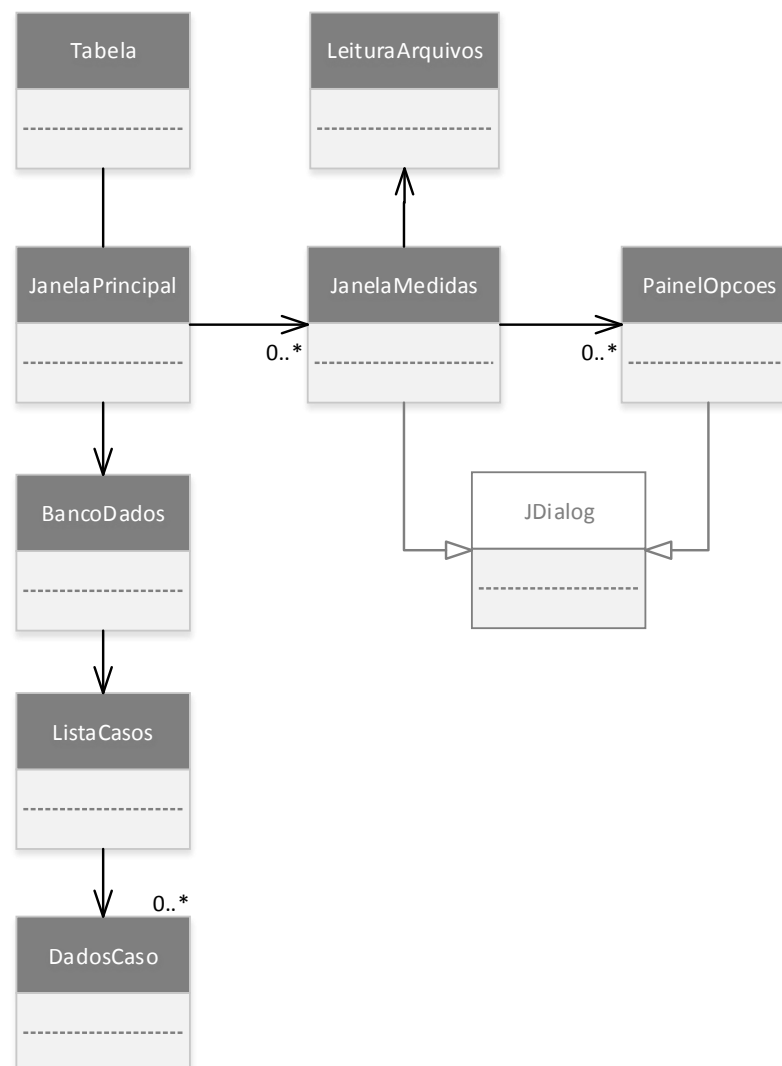 Tabela
LeituraArquivos
JanelaPrincipal
JanelaMedidas
PainelOpcoes
0..*
0..*
BancoDados
JDialog
ListaCasos
0..*
DadosCaso